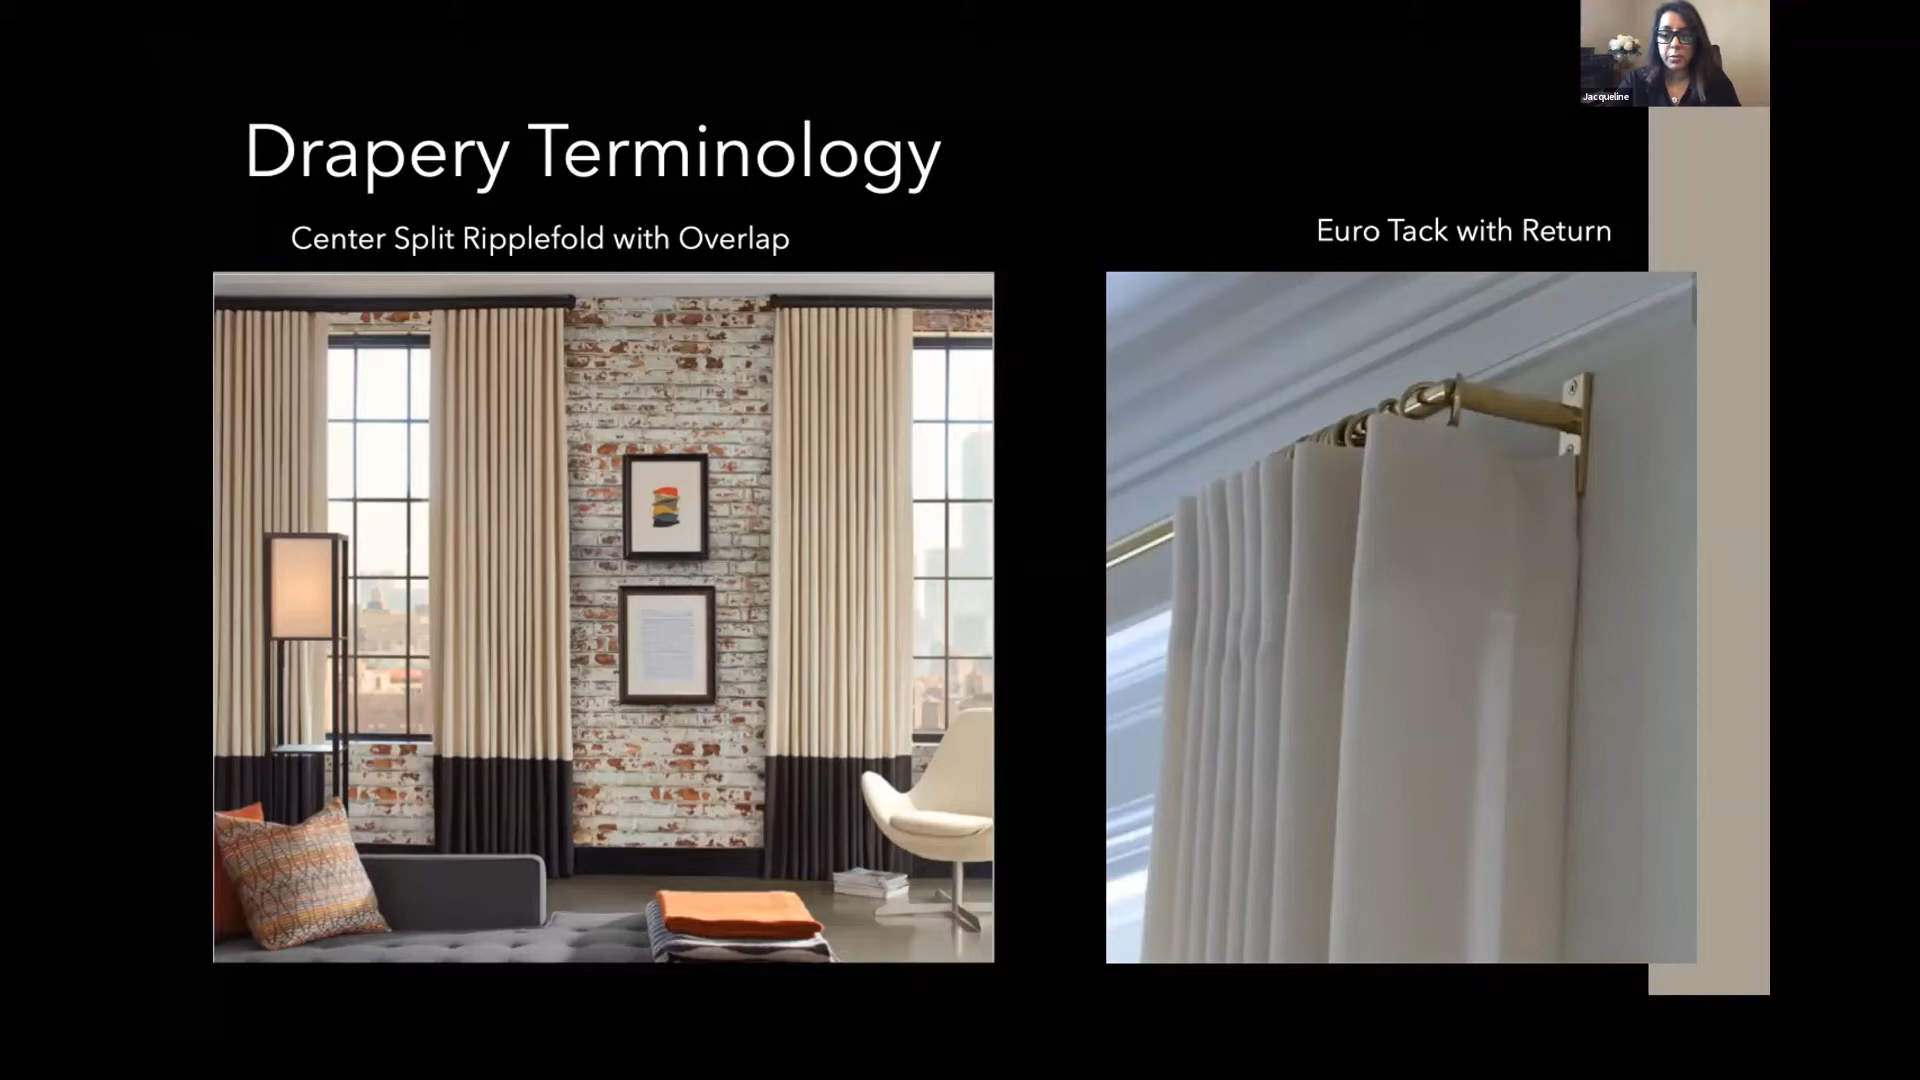 Jacqueline
Drapery Terminology
Center Split Ripplefold with Overlap
Euro Tack with Return